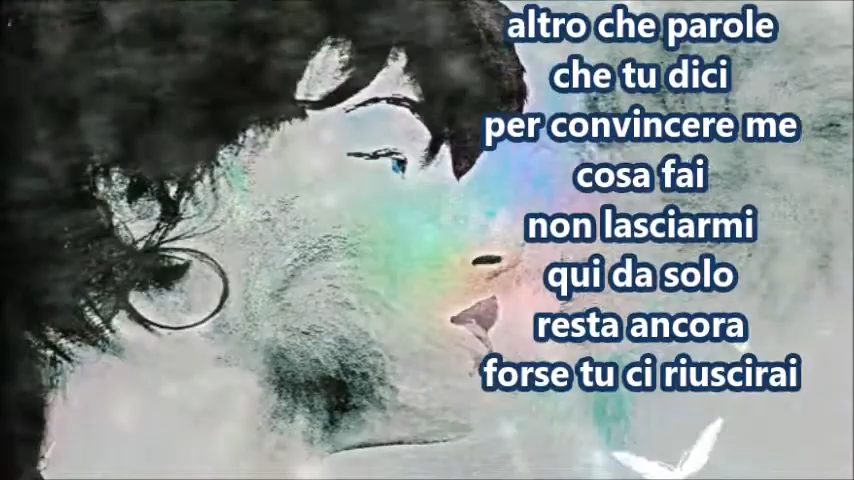 altro che parole
che tu dici
per convincere me
cosa fai
non lasciarmi
qui da solo
resta ancora
forse tu ci riuscirai